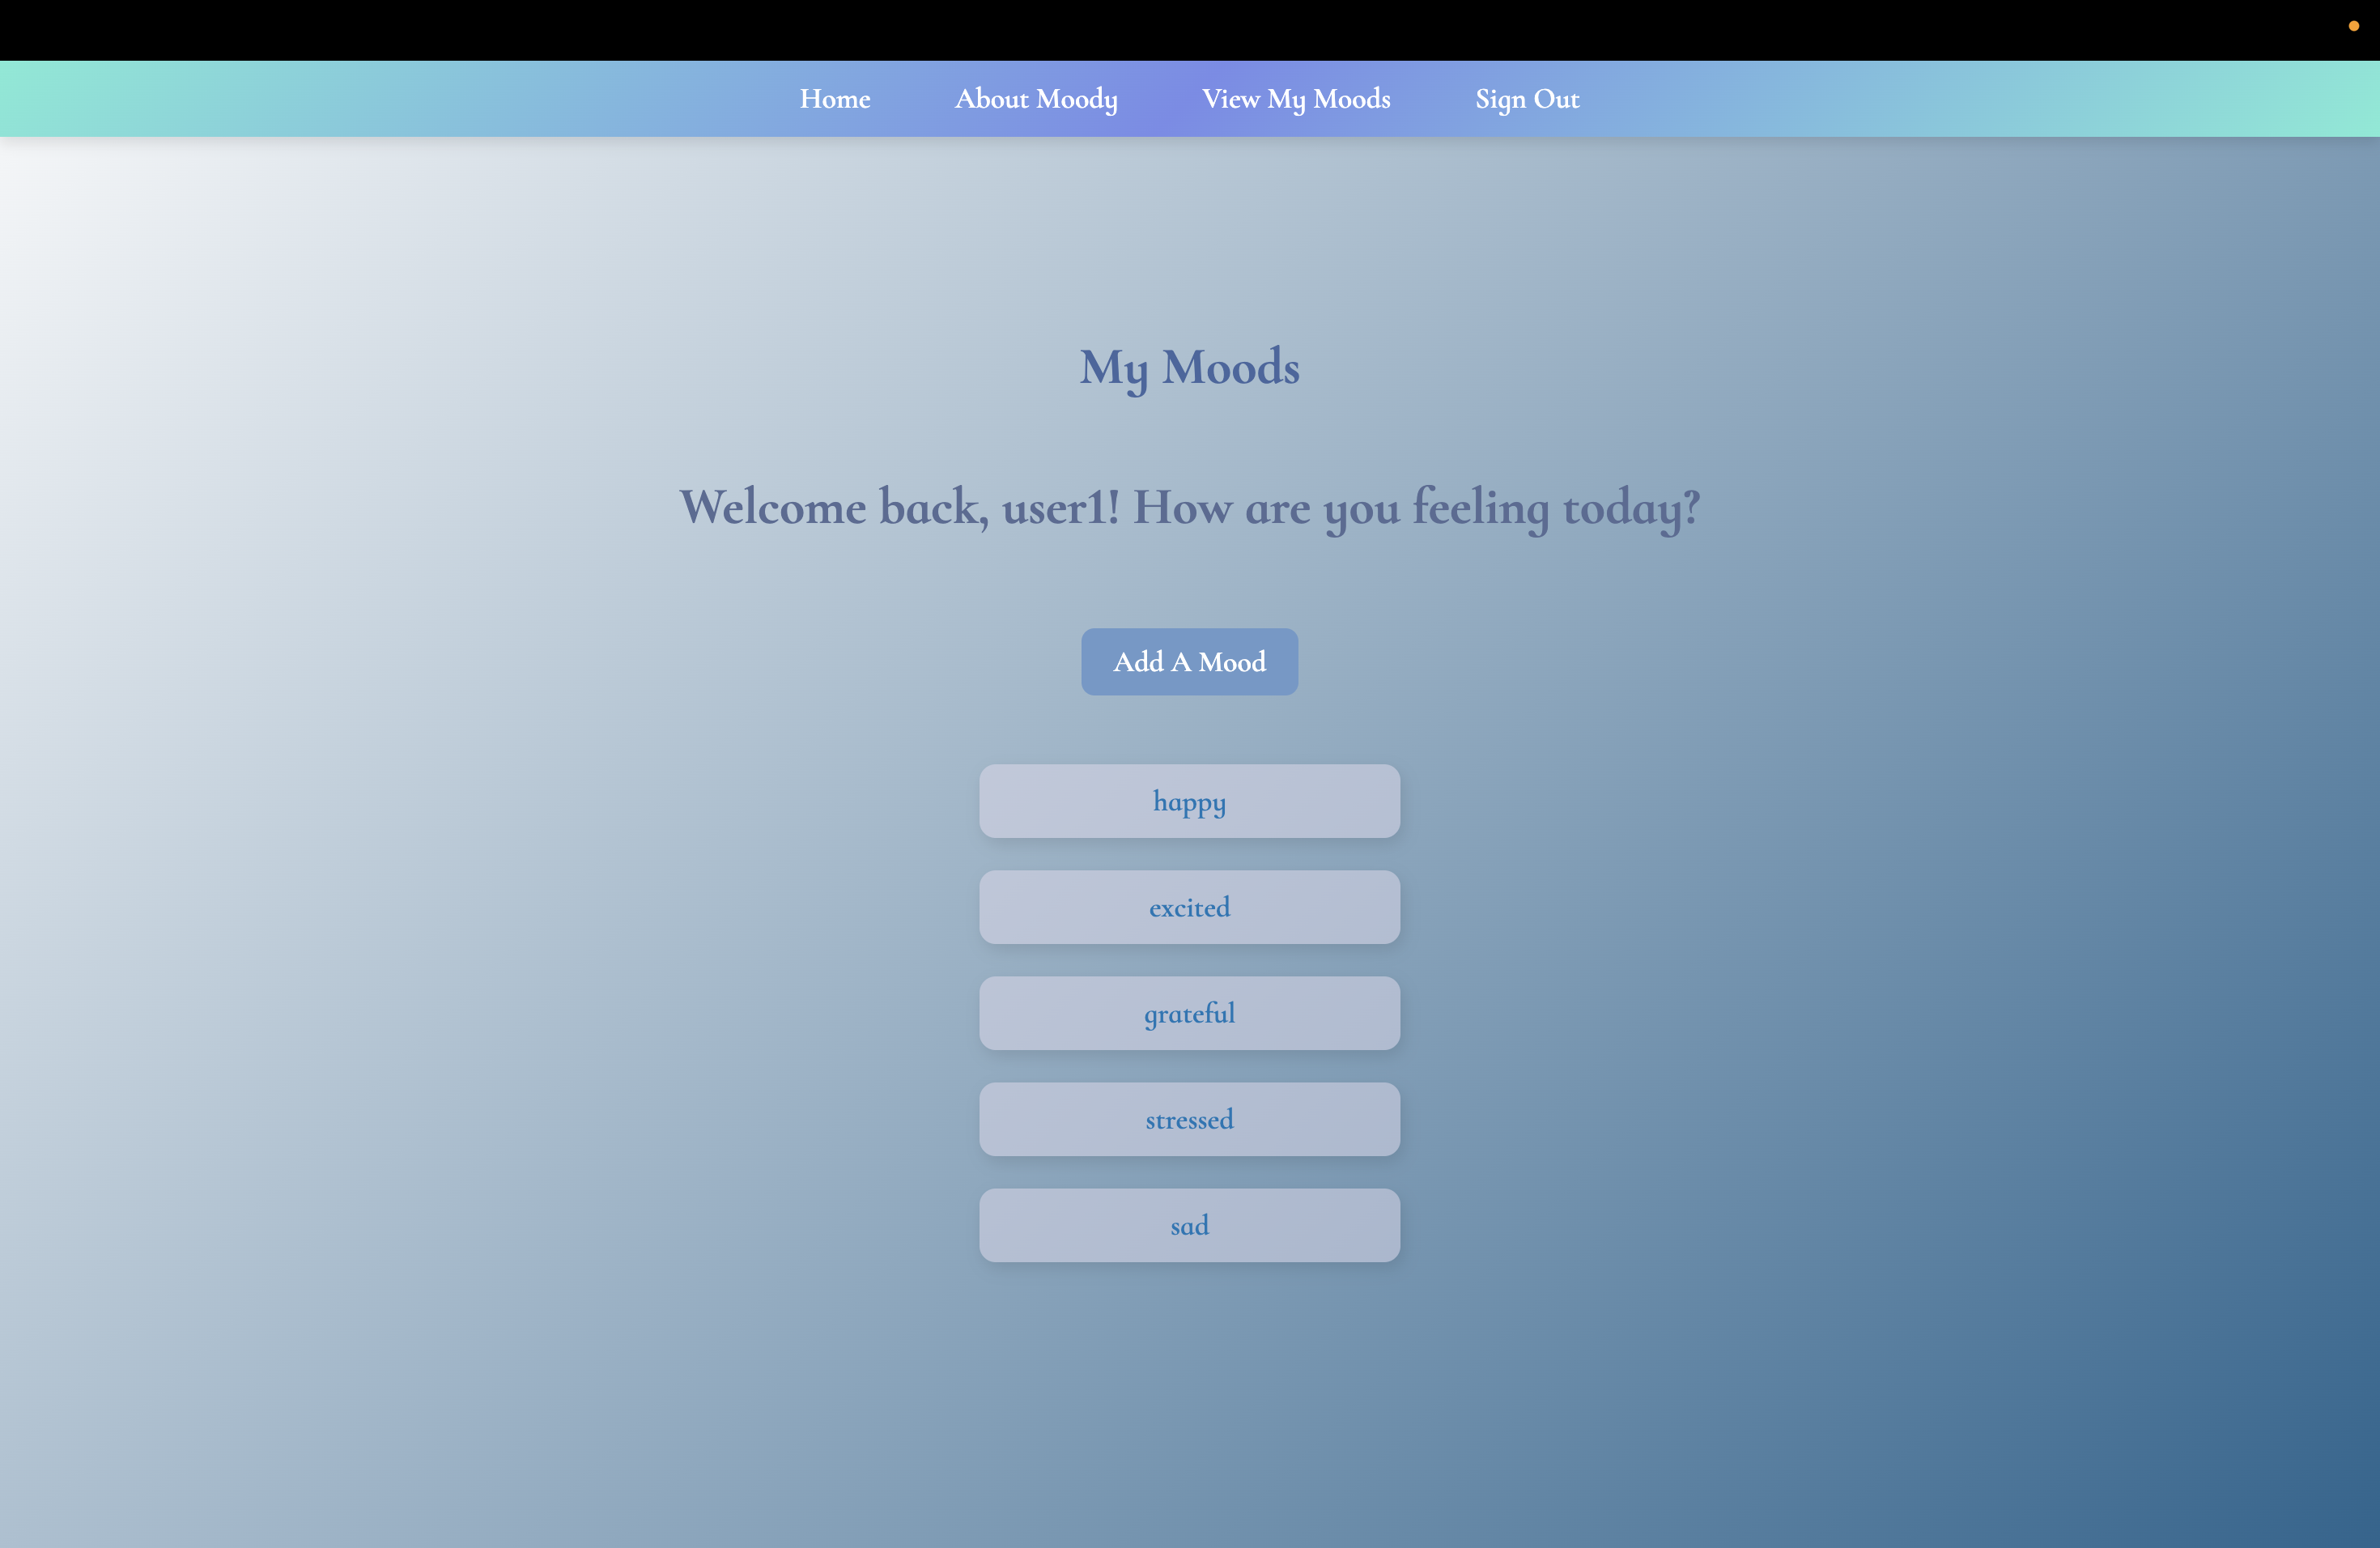 Home About Moody View My Moods Sign Out
My Moods
Welcome back, user1! How are you feeling today?
Add A Mood
happy
excited
grateful
stressed
sad